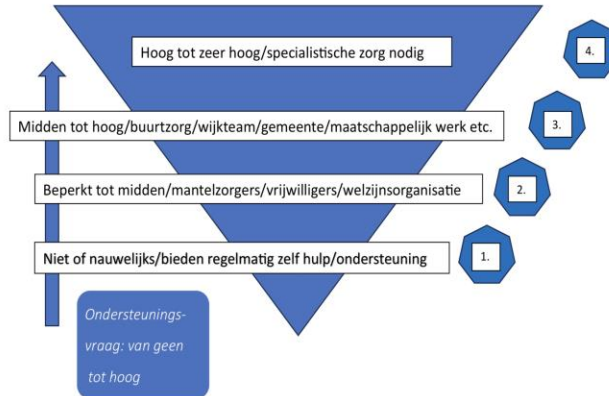 Hoog tot zeer hoog/specialistische zorg nodig
4.
Midden tot hoog/buurtzorg/wijkteam/gemeente/maatschappelijk werk etc.
3.
Beperkt tot midden/mantelzorgers/vrijwilligers/welzijnsorganisatie
2.
Niet of nauwelijks/bieden regelmatig zelf hulp/ondersteuning
1.
Ondersteunings-
vraag: van geen
tot hoog